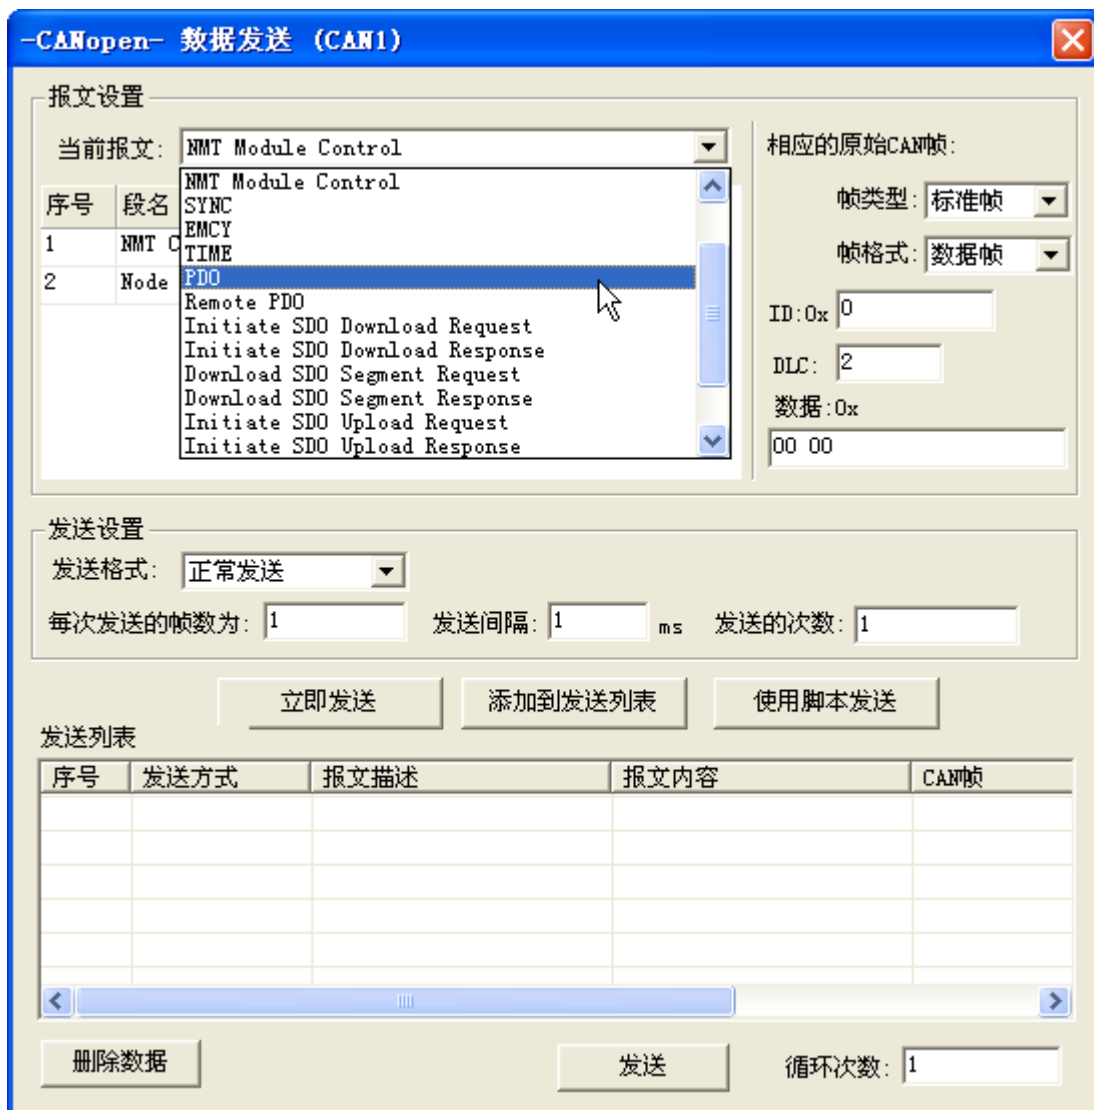 -CANopen- 数据发送 (CAN1)
报文设置
当前报文: NMT Module Control
相应的原始CAN帧:
NMT Module Control
SYNC
EMCY
TIME
PDO
Remote PDO
Initiate SDO Download Request
Initiate SDO Download Response
Download SDO Segment Request
Download SDO Segment Response
Initiate SDO Upload Request
Initiate SDO Upload Response
序号 段名
1 NMT C
2 Node
帧类型: 标准帧
帧格式: 数据帧
ID:0x 0
DLC: 2
数据:0x
00 00
发送设置
发送格式: 正常发送
每次发送的帧数为: 1 发送间隔: 1 ms 发送的次数: 1
立即发送 添加到发送列表 使用脚本发送
发送列表
序号 发送方式 报文描述 报文内容 CAN帧
删除数据 发送 循环次数: 1